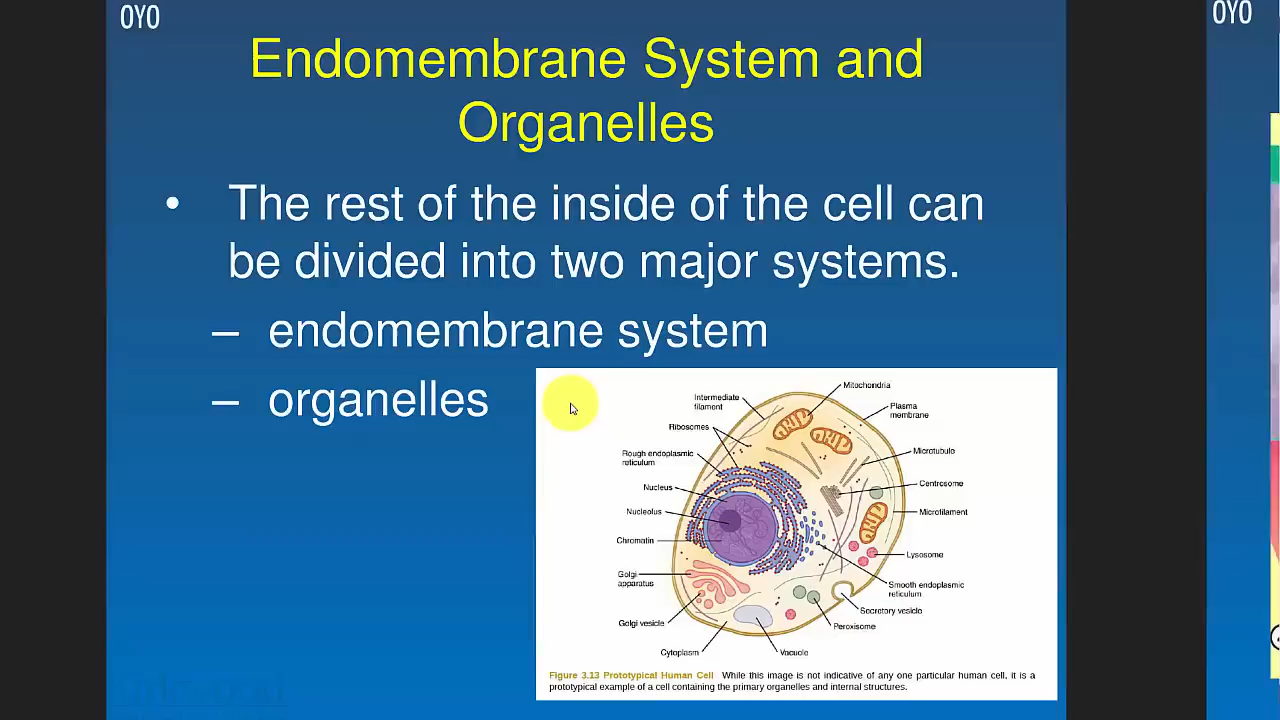 OYO
OYO
Endomembrane System and
Organelles
• The rest of the inside of the cell can
be divided into two major systems.
– endomembrane system
– organelles
Mitochondria
Intermediate
filament
Plasma
membrane
Ribosomes
Microtubule
Rough endoplasmic
reticulum
Centrosome
Nucleus
Nucleolus
Microfilament
Chromatin
Lysosome
Golgi
apparatus
Smooth endoplasmic
reticulum
Secretory vesicle
Golgi vesicle
Peroxisome
Cytoplasm
Vacuole
Figure 3.13 Prototypical Human Cell While this image is not indicative of any one particular human cell, it is a
prototypical example of a cell containing the primary organelles and internal structures.